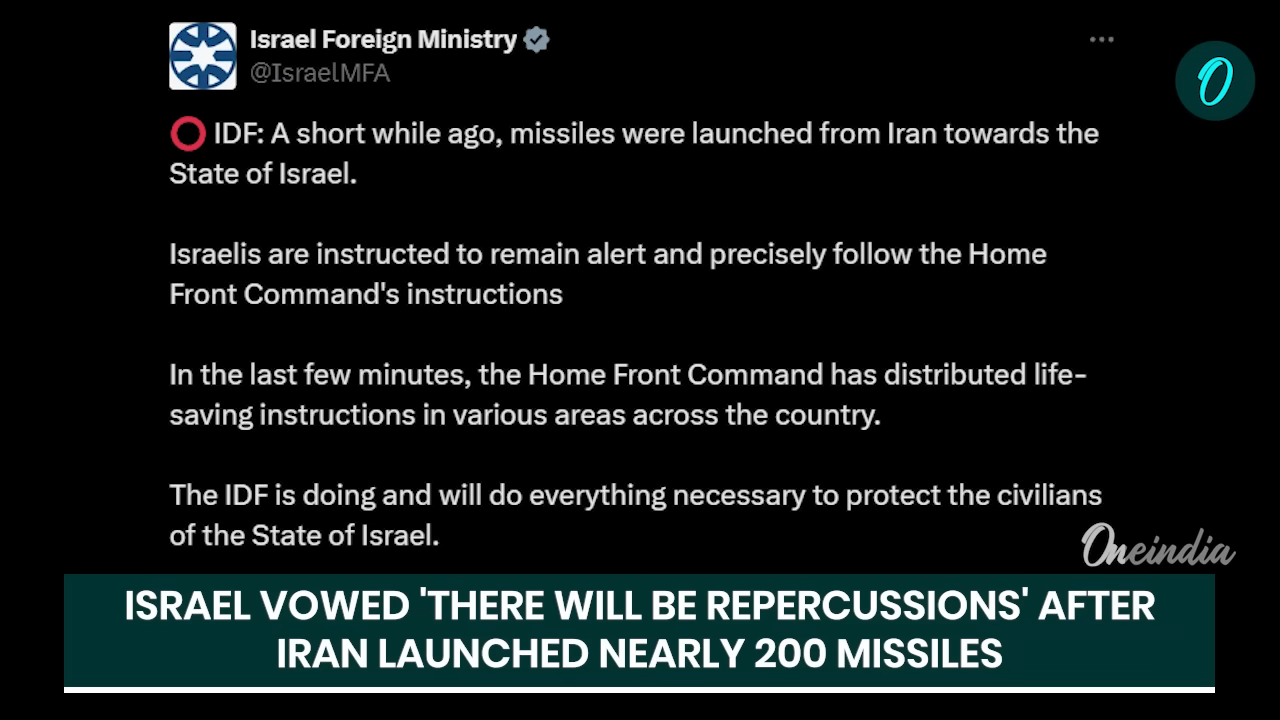 Israel Foreign Ministry
@IsraelMFA
IDF: A short while ago, missiles were launched from Iran towards the
State of Israel.
Israelis are instructed to remain alert and precisely follow the Home
Front Command's instructions
In the last few minutes, the Home Front Command has distributed life-
saving instructions in various areas across the country.
The IDF is doing and will do everything necessary to protect the civilians
of the State of Israel.
Oneindia
ISRAEL VOWED 'THERE WILL BE REPERCUSSIONS' AFTER
IRAN LAUNCHED NEARLY 200 MISSILES